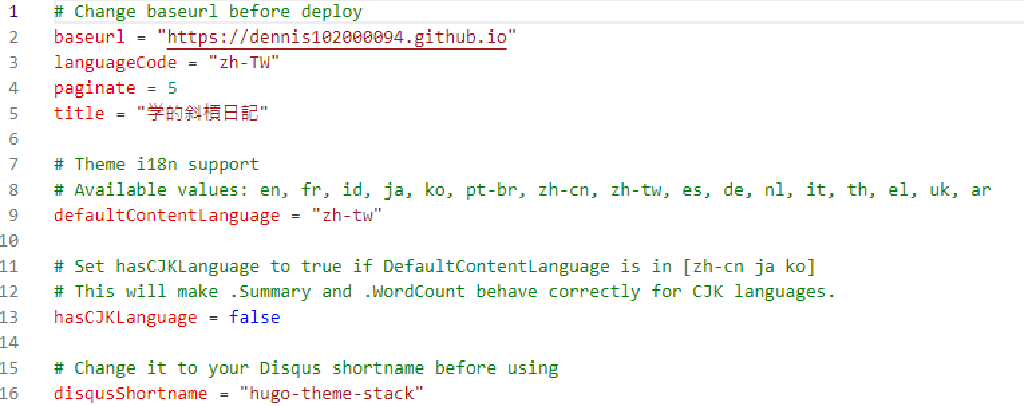 1 # Change baseurl before deploy
2 baseurl = "https://dennis102000094.github.io"
3 languageCode = "zh-TW"
4 paginate = 5
5 title = "学的斜槓日記"
6
7 # Theme i18n support
8 # Available values: en, fr, id, ja, ko, pt-br, zh-cn, zh-tw, es, de, nl, it, th, el, uk, ar
9 defaultContentLanguage = "zh-tw"
10
11 # Set hasCJKLanguage to true if DefaultContentLanguage is in [zh-cn ja ko]
12 # This will make .Summary and .WordCount behave correctly for CJK languages.
13 hasCJKLanguage = false
14
15 # Change it to your Disqus shortname before using
16 disqusShortname = "hugo-theme-stack"